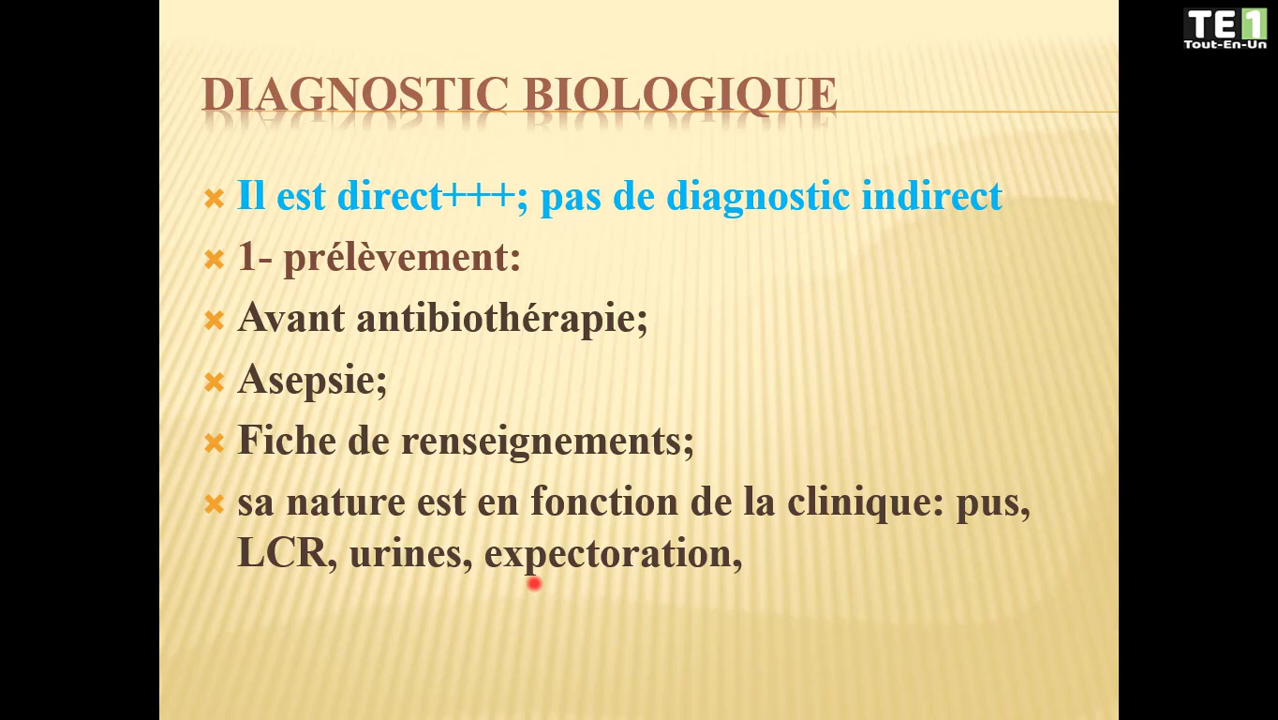 TE1
Tout-En-Un
DIAGNOSTIC BIOLOGIQUE
Il est direct+++; pas de diagnostic indirect
1- prélèvement:
Avant antibiothérapie;
Asepsie;
Fiche de renseignements;
sa nature est en fonction de la clinique: pus,
LCR, urines, expectoration,